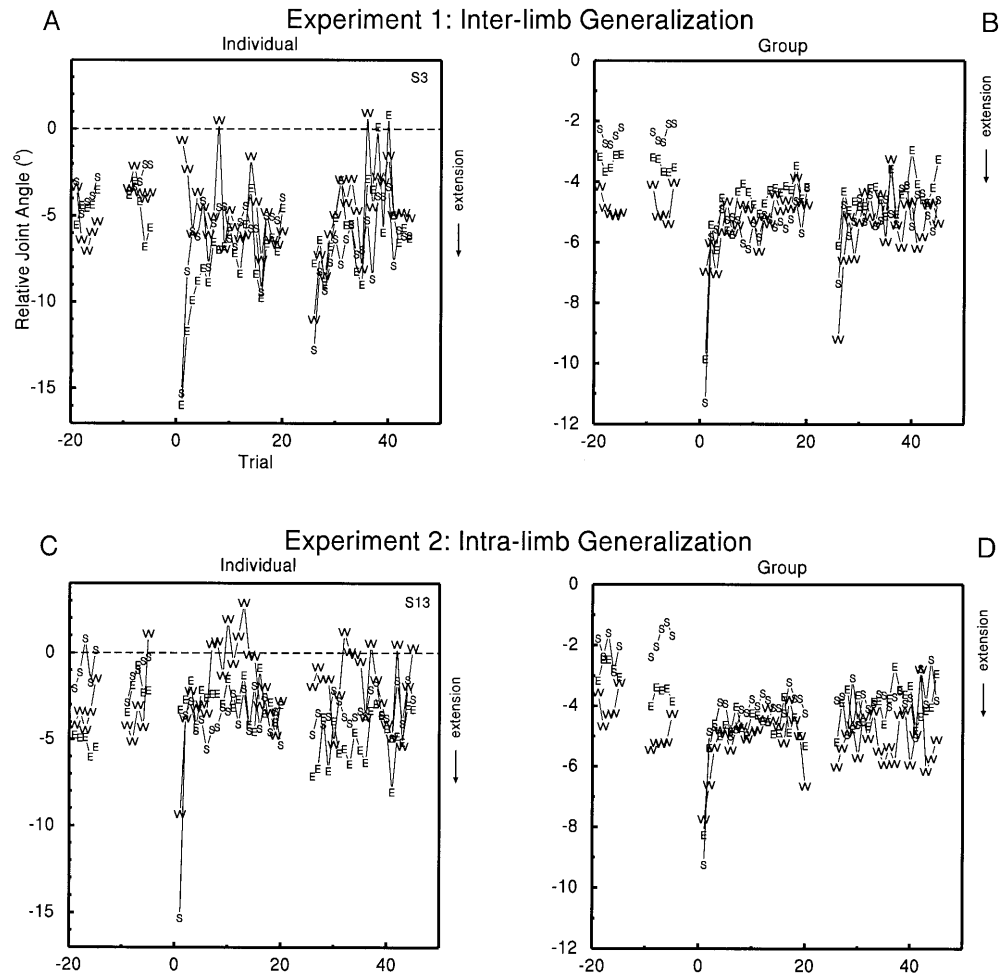 A
Experiment 1: Inter-limb Generalization
B
Individual
Group
S3
0
-5
-10
-15
Relative Joint Angle (º)
extension
-20
0
20
40
Trial
0
-2
-4
-6
-8
-10
-12
extension
-20
0
20
40
C
Experiment 2: Intra-limb Generalization
D
Individual
Group
S13
0
-5
-10
-15
extension
-20
0
20
40
0
-2
-4
-6
-8
-10
-12
extension
-20
0
20
40